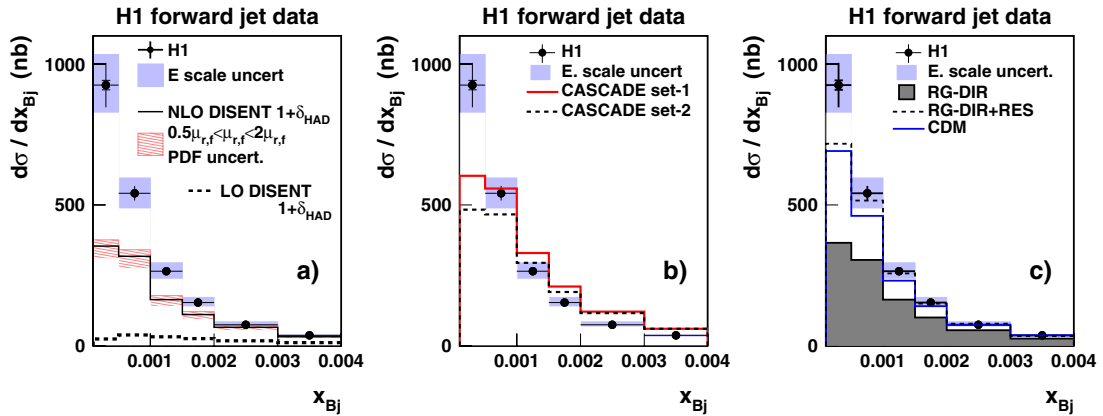 H1 forward jet data
dσ / dx_Bj (nb)
1000
500
0
H1
E scale uncert
NLO DISENT 1+δ_HAD
0.5μ_r,f<μ_r,f<2μ_r,f
PDF uncert.
LO DISENT
1+δ_HAD
a)
0.001 0.002 0.003 0.004
x_Bj
H1 forward jet data
dσ / dx_Bj (nb)
1000
500
0
H1
E. scale uncert
CASCADE set-1
CASCADE set-2
b)
0.001 0.002 0.003 0.004
x_Bj
H1 forward jet data
dσ / dx_Bj (nb)
1000
500
0
H1
E. scale uncert.
RG-DIR
RG-DIR+RES
CDM
c)
0.001 0.002 0.003 0.004
x_Bj